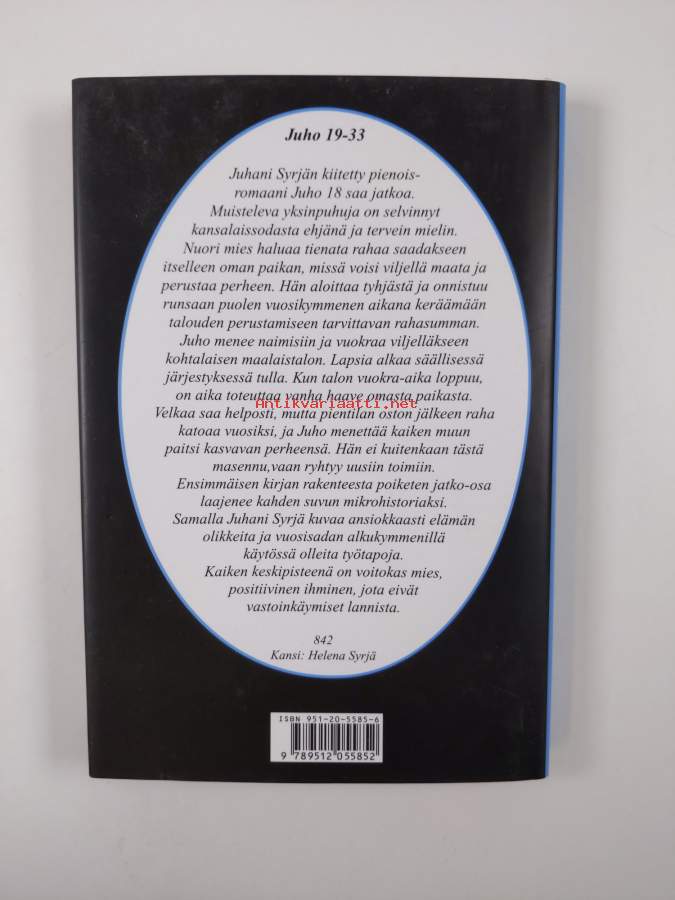 Juho 19-33
Juhani Syrjän kiitetty pienois-
romaani Juho 18 saa jatkoa.
Muisteleva yksinpuhuja on selvinnyt
kansalaissodasta ehjänä ja tervein mielin.
Nuori mies haluaa tienata rahaa saadakseen
itselleen oman paikan, missä voisi viljellä maata ja
perustaa perheen. Hän aloittaa tyhjästä ja onnistuu
runsaan puolen vuosikymmenen aikana keräämään
talouden perustamiseen tarvittavan rahasumman.
Juho menee naimisiin ja vuokraa viljelläkseen
kohtalaisen maalaistalon. Lapsia alkaa säällisessä
järjestyksessä tulla. Kun talon vuokra-aika loppuu,
on aika toteuttaa vanha haave omasta paikasta.
Antikvariaatti.net
Velkaa saa helposti, mutta pientilan oston jälkeen raha
katoaa vuosiksi, ja Juho menettää kaiken muun
paitsi kasvavan perheensä. Hän ei kuitenkaan tästä
masennu,vaan ryhtyy uusiin toimiin.
Ensimmäisen kirjan rakenteesta poiketen jatko-osa
laajenee kahden suvun mikrohistoriaksi.
Samalla Juhani Syrjä kuvaa ansiokkaasti elämän
olikkeita ja vuosisadan alkukymmenillä
käytössä olleita työtapoja.
Kaiken keskipisteenä on voitokas mies,
positiivinen ihminen, jota eivät
vastoinkäymiset lannista.
842
Kansi: Helena Syrjä
ISBN 951-20-5585-6
9 789512 055852